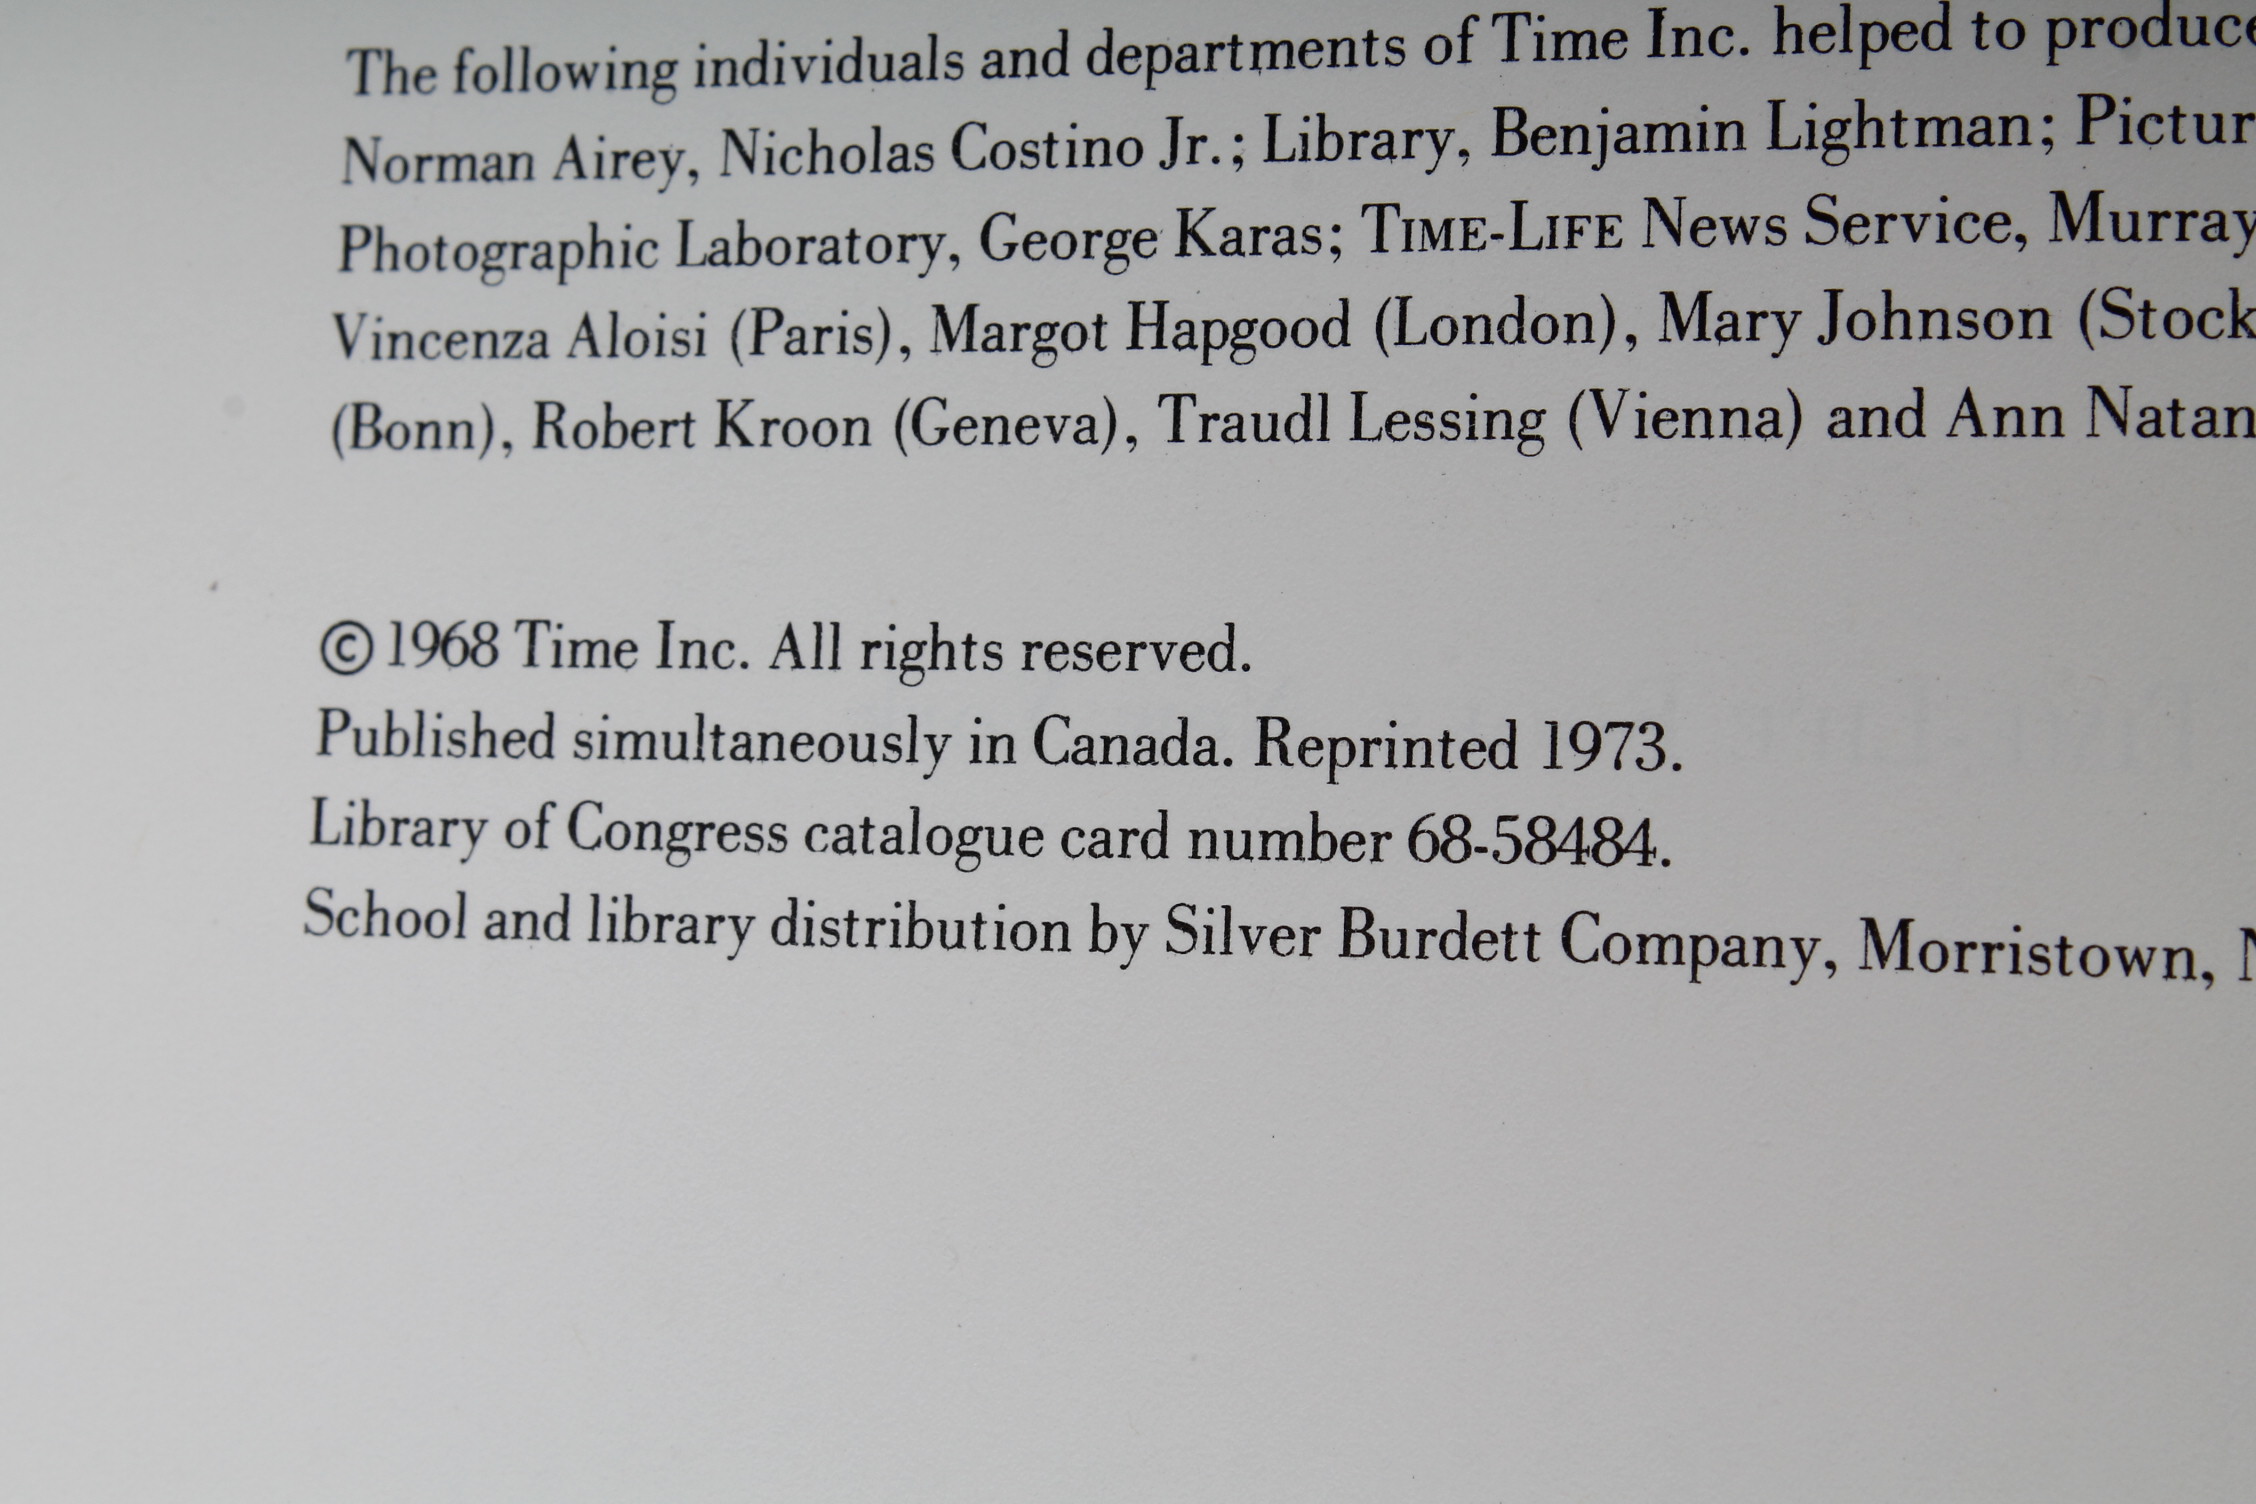 The following individuals and departments of Time Inc. helped to produce
Norman Airey, Nicholas Costino Jr.; Library, Benjamin Lightman; Pictur
Photographic Laboratory, George Karas; TIME-LIFE News Service, Murray
Vincenza Aloisi (Paris), Margot Hapgood (London), Mary Johnson (Stock
(Bonn), Robert Kroon (Geneva), Traudl Lessing (Vienna) and Ann Natan
© 1968 Time Inc. All rights reserved.
Published simultaneously in Canada. Reprinted 1973.
Library of Congress catalogue card number 68-58484.
School and library distribution by Silver Burdett Company, Morristown, N